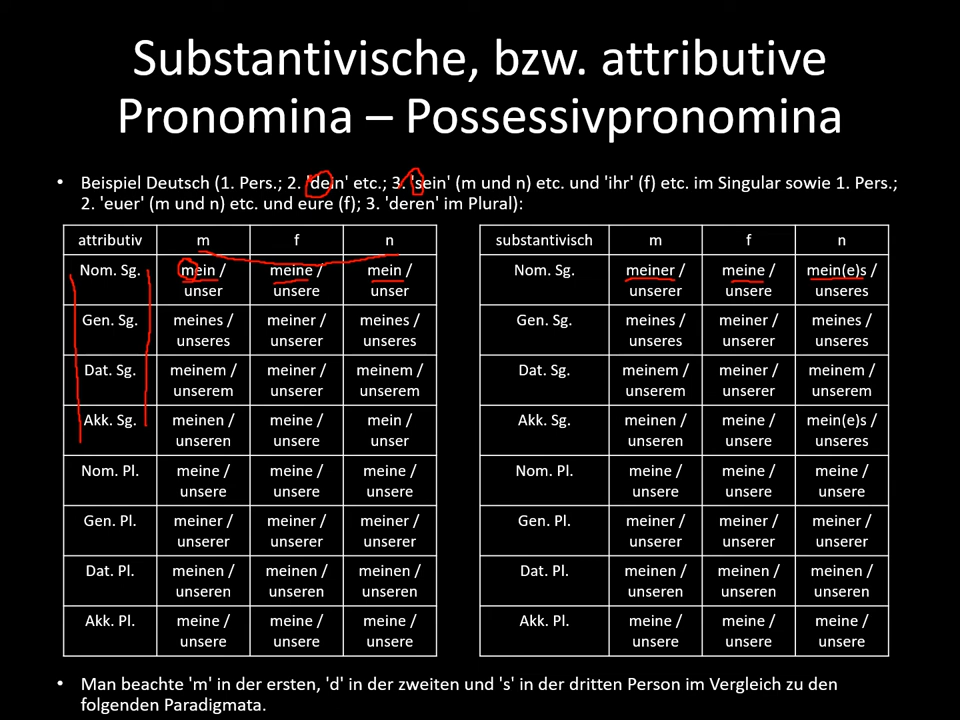 Substantivische, bzw. attributive
Pronomina – Possessivpronomina
• Beispiel Deutsch (1. Pers.; 2. 'dein' etc.; 3. 'sein' (m und n) etc. und 'ihr' (f) etc. im Singular sowie 1. Pers.;
2. 'euer' (m und n) etc. und eure (f); 3. 'deren' im Plural):
attributiv m f n
Nom. Sg. mein / meine / mein /
unser unsere unser
Gen. Sg. meines / meiner / meines /
unseres unserer unseres
Dat. Sg. meinem / meiner / meinem /
unserem unserer unserem
Akk. Sg. meinen / meine / mein /
unseren unsere unser
Nom. Pl. meine / meine / meine /
unsere unsere unsere
Gen. Pl. meiner / meiner / meiner /
unserer unserer unserer
Dat. Pl. meinen / meinen / meinen /
unseren unseren unseren
Akk. Pl. meine / meine / meine /
unsere unsere unsere
substantivisch m f n
Nom. Sg. meiner / meine / mein(e)s /
unserer unsere unseres
Gen. Sg. meines / meiner / meines /
unseres unserer unseres
Dat. Sg. meinem / meiner / meinem /
unserem unserer unserem
Akk. Sg. meinen / meine / mein(e)s /
unseren unsere unseres
Nom. Pl. meine / meine / meine /
unsere unsere unsere
Gen. Pl. meiner / meiner / meiner /
unserer unserer unserer
Dat. Pl. meinen / meinen / meinen /
unseren unseren unseren
Akk. Pl. meine / meine / meine /
unsere unsere unsere
• Man beachte 'm' in der ersten, 'd' in der zweiten und 's' in der dritten Person im Vergleich zu den
folgenden Paradigmata.